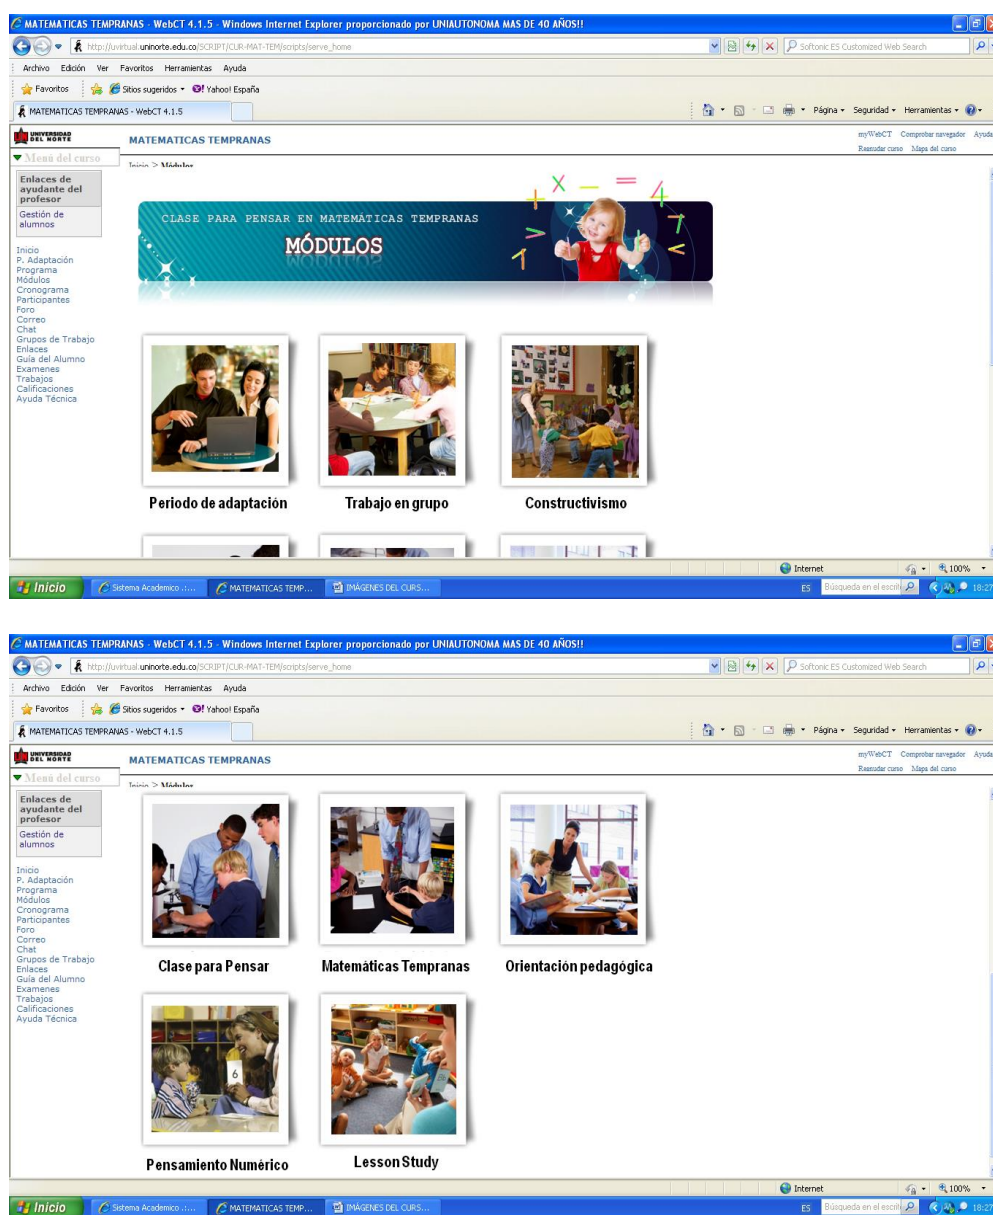 MATEMATICAS TEMPRANAS - WebCT 4.1.5 - Windows Internet Explorer proporcionado por UNIAUTONOMA MAS DE 40 AÑOS!!
http://uvirtual.uninorte.edu.co/SCRIPT/CUR-MAT-TEM/scripts/serve_home
Softonic ES Customized Web Search
Archivo Edición Ver Favoritos Herramientas Ayuda
Favoritos Sitios sugeridos Yahoo! España
MATEMATICAS TEMPRANAS - WebCT 4.1.5
Página Seguridad Herramientas
UNIVERSIDAD DEL NORTE
MATEMATICAS TEMPRANAS
myWebCT Comprobar navegador Ayuda
Reanudar curso Mapa del curso
Menú del curso
Inicio > Módulos
Enlaces de
ayudante del
profesor
Gestión de
alumnos
Inicio
P. Adaptación
Programa
Módulos
Cronograma
Participantes
Foro
Correo
Chat
Grupos de Trabajo
Enlaces
Guía del Alumno
Examenes
Trabajos
Calificaciones
Ayuda Técnica
CLASE PARA PENSAR EN MATEMÁTICAS TEMPRANAS
MÓDULOS
Periodo de adaptación
Trabajo en grupo
Constructivismo
Internet 100%
Inicio Sistema Academico .:... MATEMATICAS TEMP... IMÁGENES DEL CURS... ES Búsqueda en el escrit 18:27
MATEMATICAS TEMPRANAS - WebCT 4.1.5 - Windows Internet Explorer proporcionado por UNIAUTONOMA MAS DE 40 AÑOS!!
http://uvirtual.uninorte.edu.co/SCRIPT/CUR-MAT-TEM/scripts/serve_home
Softonic ES Customized Web Search
Archivo Edición Ver Favoritos Herramientas Ayuda
Favoritos Sitios sugeridos Yahoo! España
MATEMATICAS TEMPRANAS - WebCT 4.1.5
Página Seguridad Herramientas
UNIVERSIDAD DEL NORTE
MATEMATICAS TEMPRANAS
myWebCT Comprobar navegador Ayuda
Reanudar curso Mapa del curso
Menú del curso
Inicio > Módulos
Enlaces de
ayudante del
profesor
Gestión de
alumnos
Inicio
P. Adaptación
Programa
Módulos
Cronograma
Participantes
Foro
Correo
Chat
Grupos de Trabajo
Enlaces
Guía del Alumno
Examenes
Trabajos
Calificaciones
Ayuda Técnica
Clase para Pensar
Matemáticas Tempranas
Orientación pedagógica
6
Pensamiento Numérico
Lesson Study
Internet 100%
Inicio Sistema Academico .:... MATEMATICAS TEMP... IMÁGENES DEL CURS... ES Búsqueda en el escrit 18:27